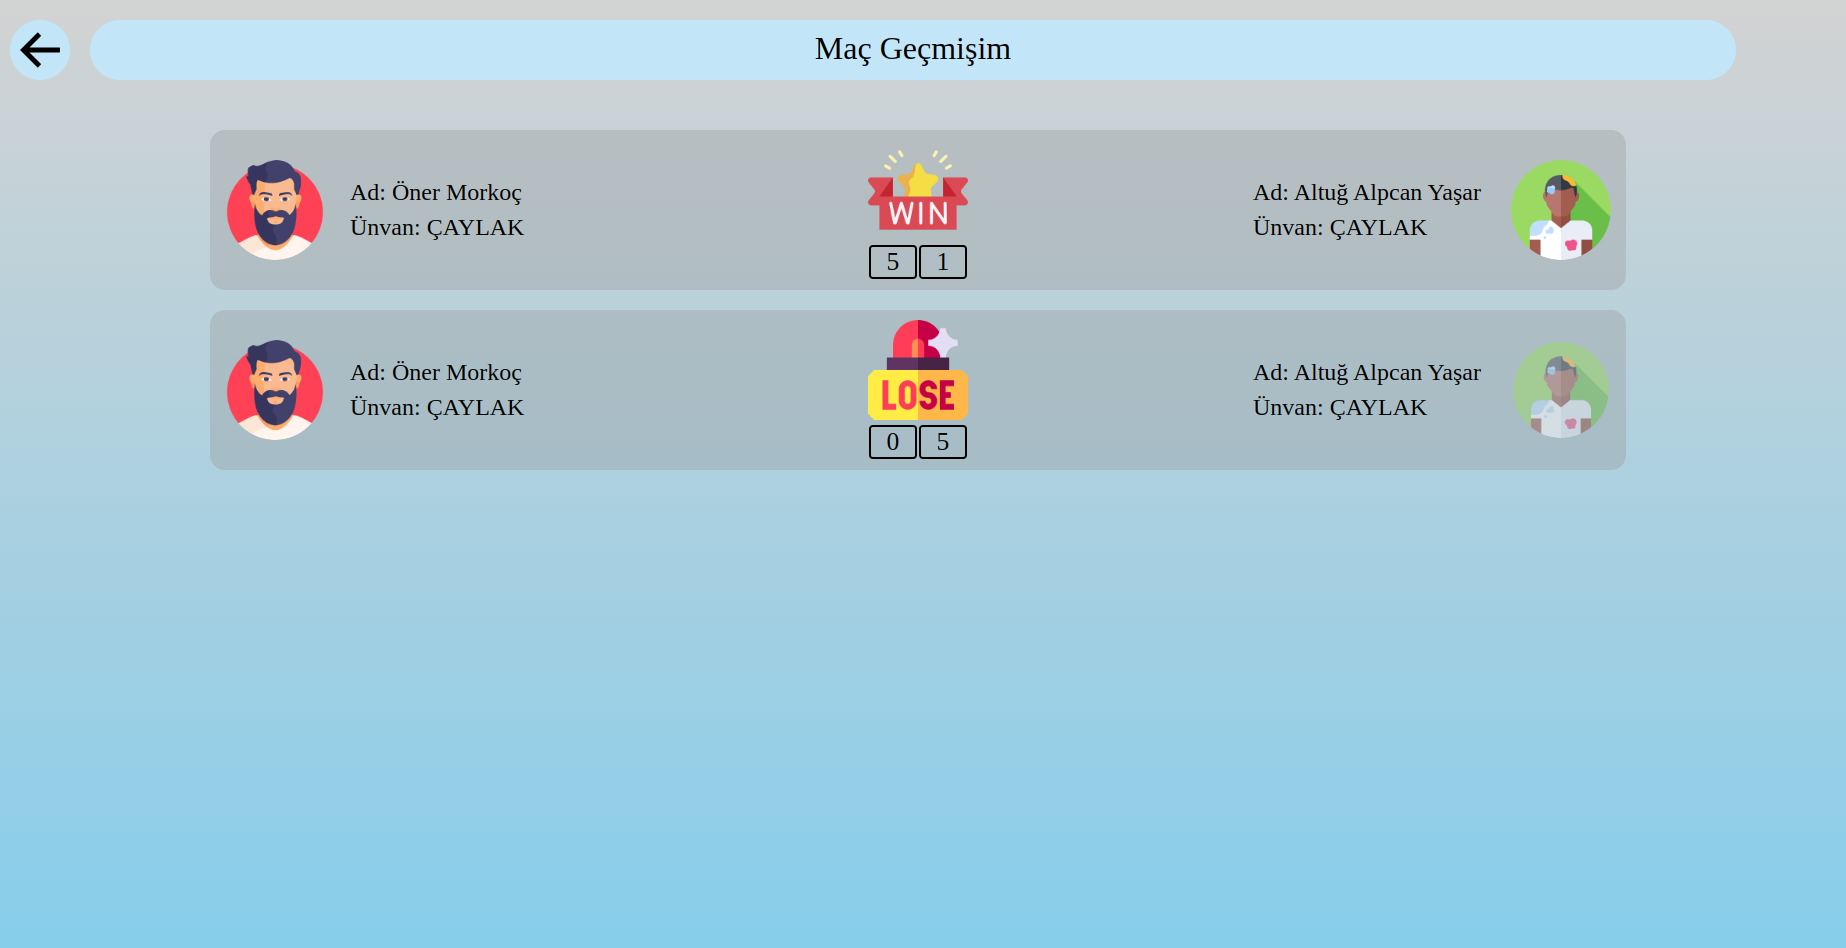 Maç Geçmişim
Ad: Öner Morkoç
Ünvan: ÇAYLAK
WIN
5 1
Ad: Altuğ Alpcan Yaşar
Ünvan: ÇAYLAK
Ad: Öner Morkoç
Ünvan: ÇAYLAK
LOSE
0 5
Ad: Altuğ Alpcan Yaşar
Ünvan: ÇAYLAK